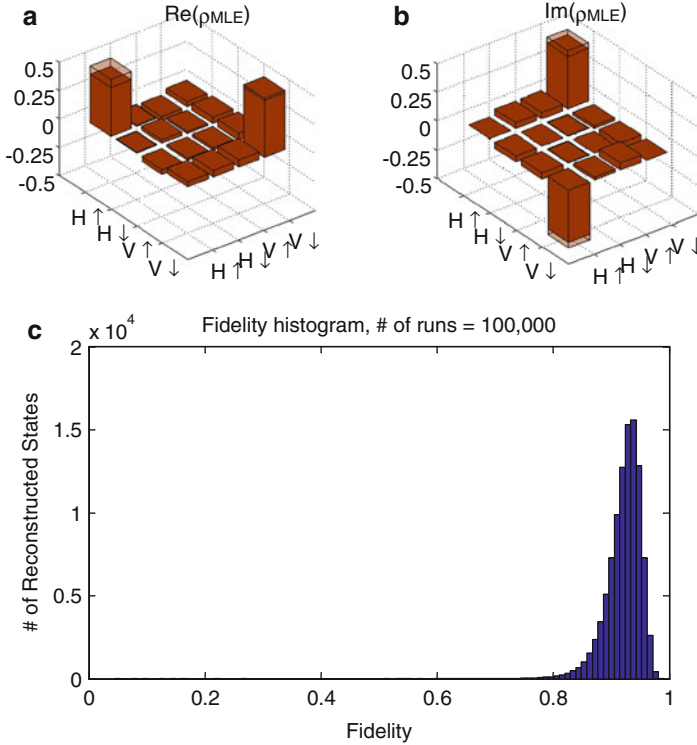 a Re(ρMLE)
0.5
0.25
0
-0.25
-0.5
H ↑
H ↓
V ↑
V ↓
H ↑
H ↓
V ↑
V ↓
b Im(ρMLE)
0.5
0.25
0
-0.25
-0.5
H ↑
H ↓
V ↑
V ↓
H ↑
H ↓
V ↑
V ↓
c Fidelity histogram, # of runs = 100,000
x 10⁴
2
1.5
1
0.5
0
# of Reconstructed States
0 0.2 0.4 0.6 0.8 1
Fidelity